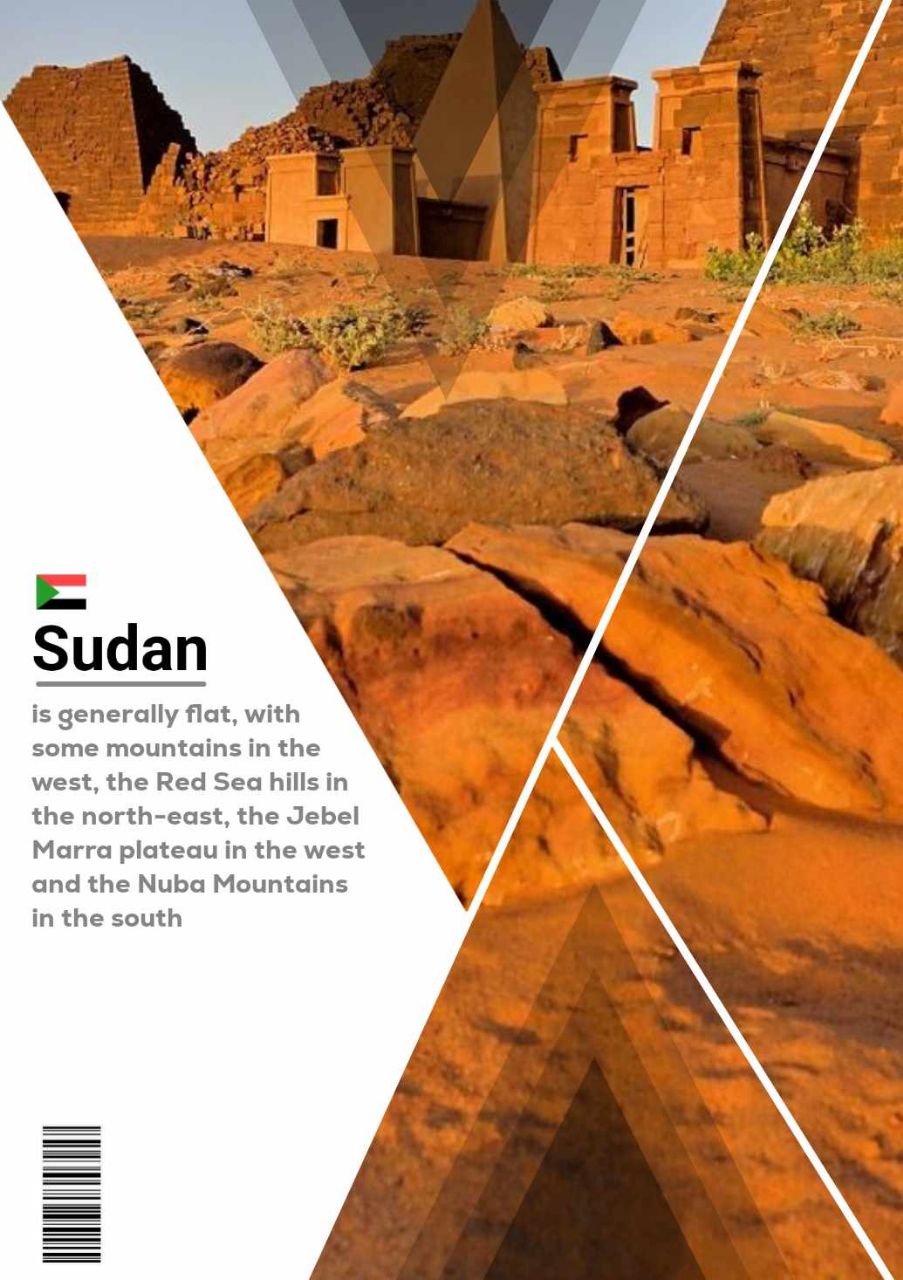 Sudan
is generally flat, with
some mountains in the
west, the Red Sea hills in
the north-east, the Jebel
Marra plateau in the west
and the Nuba Mountains
in the south